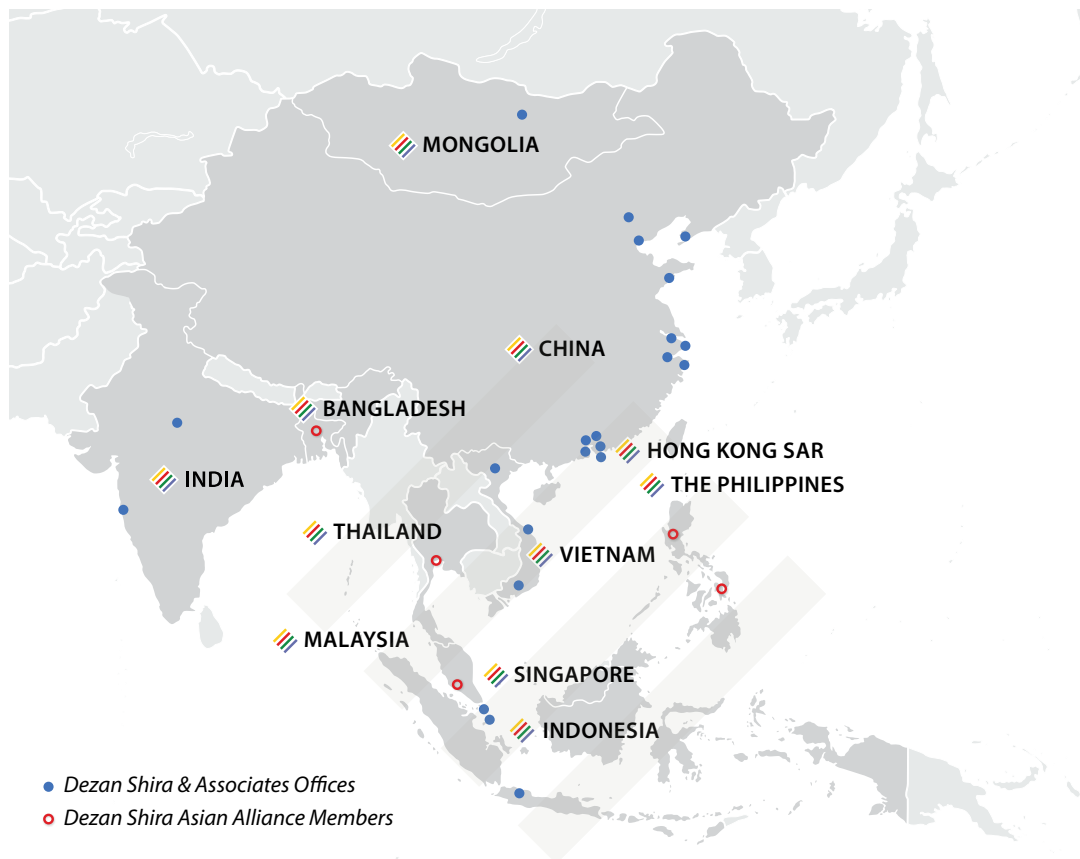 MONGOLIA
CHINA
BANGLADESH
HONG KONG SAR
INDIA
THE PHILIPPINES
THAILAND
VIETNAM
MALAYSIA
SINGAPORE
INDONESIA
Dezan Shira & Associates Offices
Dezan Shira Asian Alliance Members